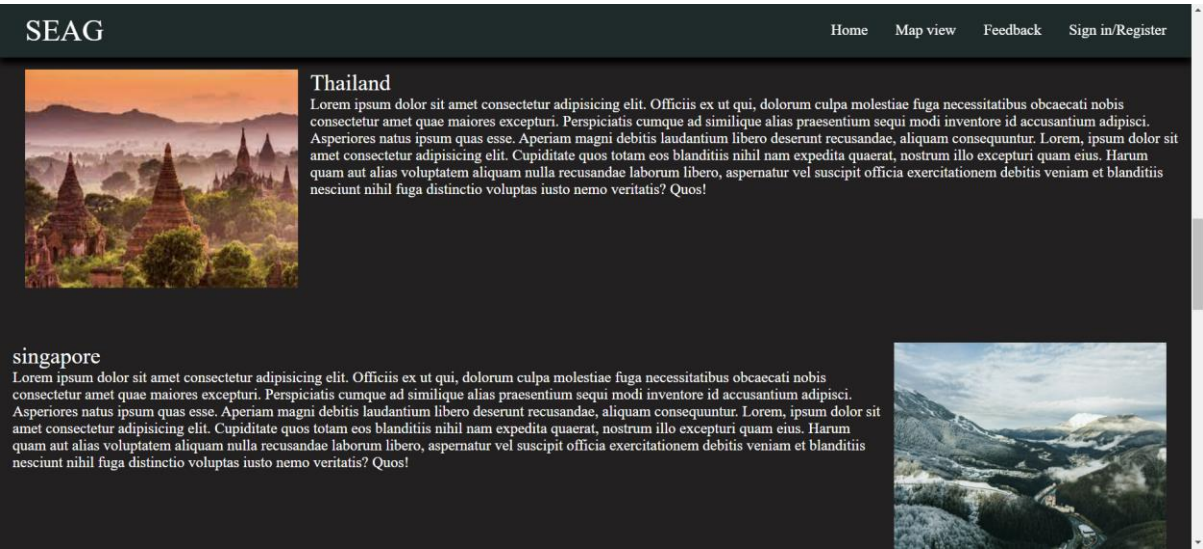 SEAG
Home Map view Feedback Sign in/Register
Thailand
Lorem ipsum dolor sit amet consectetur adipisicing elit. Officiis ex ut qui, dolorum culpa molestiae fuga necessitatibus obcaecati nobis
consectetur amet quae maiores excepturi. Perspiciatis cumque ad similique alias praesentium sequi modi inventore id accusantium adipisci.
Asperiores natus ipsum quas esse. Aperiam magni debitis laudantium libero deserunt recusandae, aliquam consequuntur. Lorem, ipsum dolor sit
amet consectetur adipisicing elit. Cupiditate quos totam eos blanditiis nihil nam expedita quaerat, nostrum illo excepturi quam eius. Harum
quam aut alias voluptatem aliquam nulla recusandae laborum libero, aspernatur vel suscipit officia exercitationem debitis veniam et blanditiis
nesciunt nihil fuga distinctio voluptas iusto nemo veritatis? Quos!
singapore
Lorem ipsum dolor sit amet consectetur adipisicing elit. Officiis ex ut qui, dolorum culpa molestiae fuga necessitatibus obcaecati nobis
consectetur amet quae maiores excepturi. Perspiciatis cumque ad similique alias praesentium sequi modi inventore id accusantium adipisci.
Asperiores natus ipsum quas esse. Aperiam magni debitis laudantium libero deserunt recusandae, aliquam consequuntur. Lorem, ipsum dolor sit
amet consectetur adipisicing elit. Cupiditate quos totam eos blanditiis nihil nam expedita quaerat, nostrum illo excepturi quam eius. Harum
quam aut alias voluptatem aliquam nulla recusandae laborum libero, aspernatur vel suscipit officia exercitationem debitis veniam et blanditiis
nesciunt nihil fuga distinctio voluptas iusto nemo veritatis? Quos!